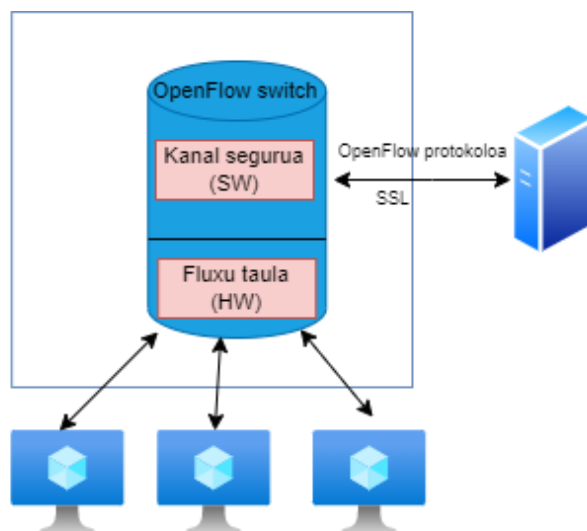 OpenFlow switch
Kanal segurua
(SW)
OpenFlow protokoloa
SSL
Fluxu taula
(HW)